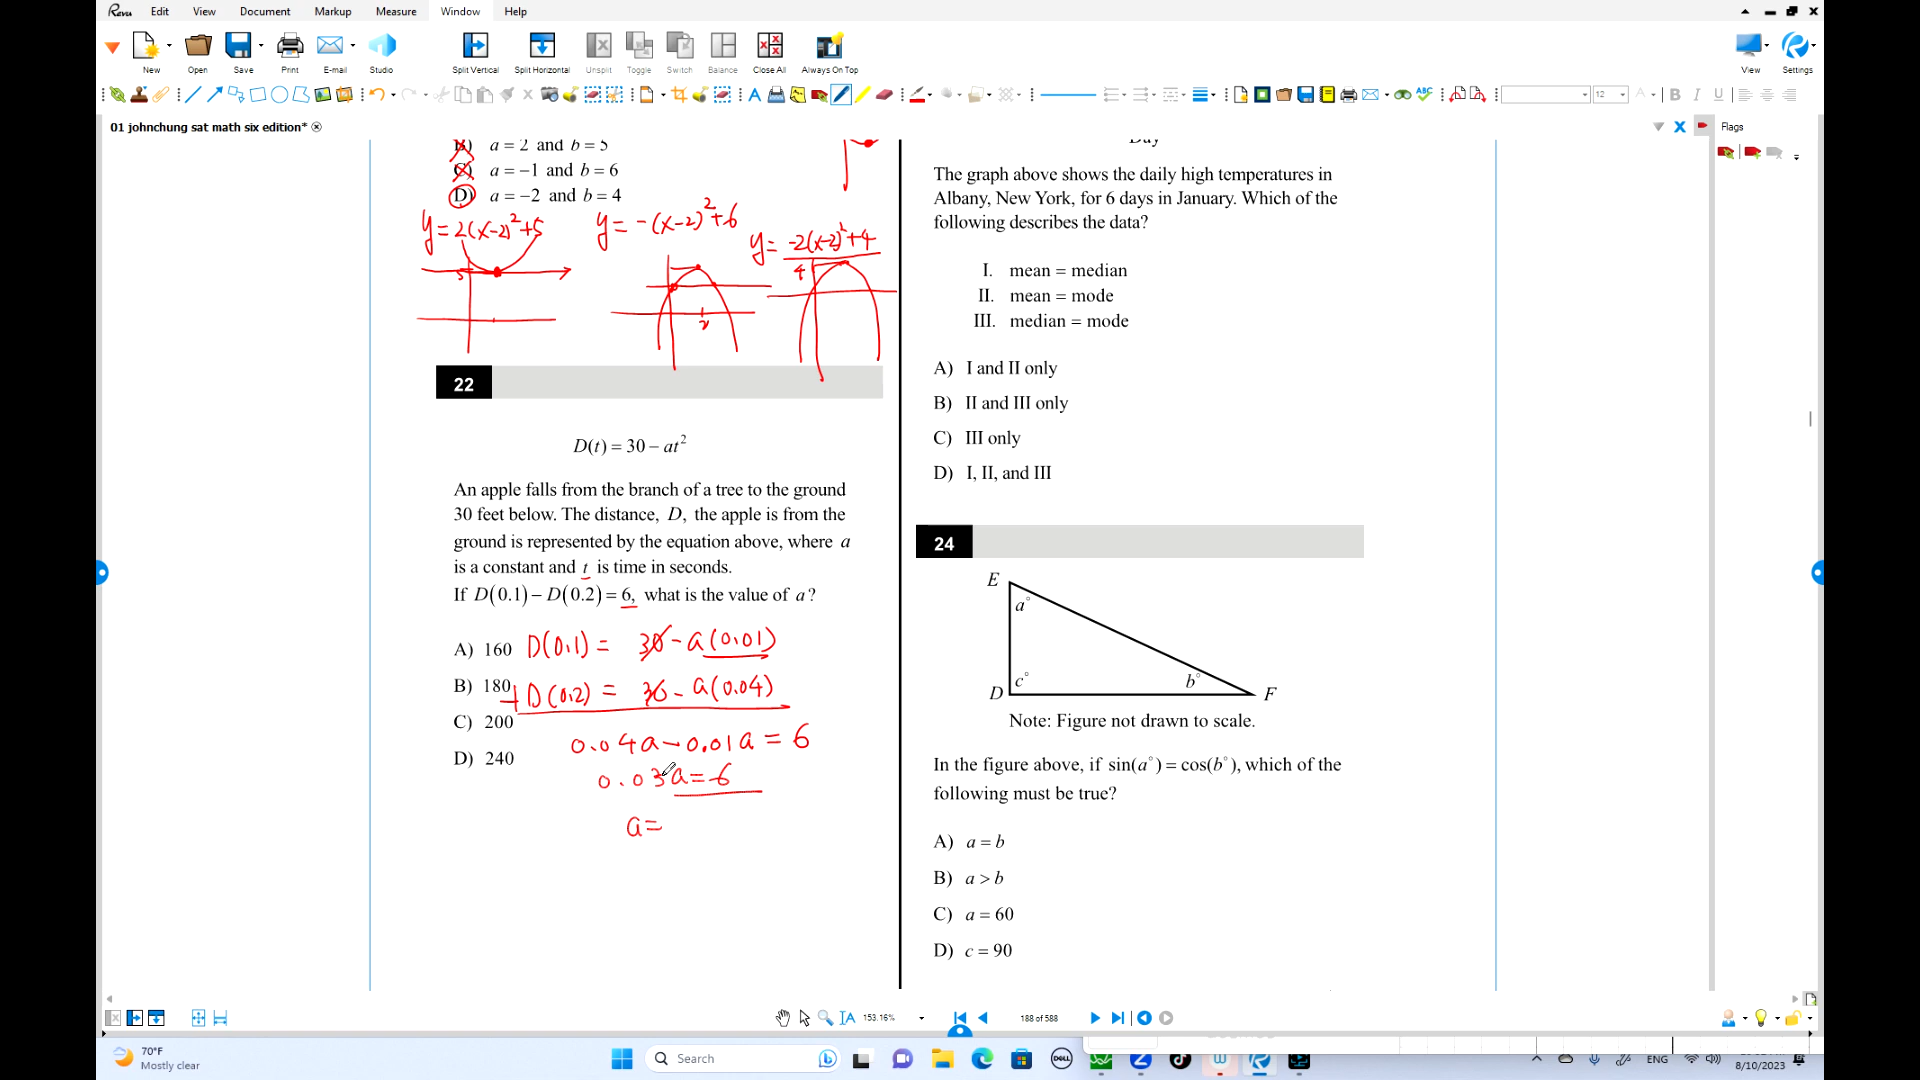 Revu File Edit View Document Markup Measure Window Help
New Open Save Print E-mail Studio Split Vertical Split Horizontal Unsplit Toggle Switch Balance Close All Always On Top View Settings
12
01 johnchung sat math six edition*
Flags
B) a = 2 and b = 5
C) a = −1 and b = 6
D) a = −2 and b = 4
y = 2(x-2)²+5
y = -(x-2)²+6
y = -2(x-2)²+4
5
2
4
22
D(t) = 30 − at²
An apple falls from the branch of a tree to the ground
30 feet below. The distance, D, the apple is from the
ground is represented by the equation above, where a
is a constant and t is time in seconds.
If D(0.1) − D(0.2) = 6, what is the value of a?
A) 160
B) 180
C) 200
D) 240
D(0.1) = 30 - a(0.01)
D(0.2) = 30 - a(0.04)
0.04a - 0.01a = 6
0.03a = 6
a =
Day
The graph above shows the daily high temperatures in
Albany, New York, for 6 days in January. Which of the
following describes the data?
I. mean = median
II. mean = mode
III. median = mode
A) I and II only
B) II and III only
C) III only
D) I, II, and III
24
E
a°
D
c°
b°
F
Note: Figure not drawn to scale.
In the figure above, if sin(a°) = cos(b°), which of the
following must be true?
A) a = b
B) a > b
C) a = 60
D) c = 90
153.16%
188 of 588
70°F
Mostly clear
Search
DELL
ENG
8/10/2023